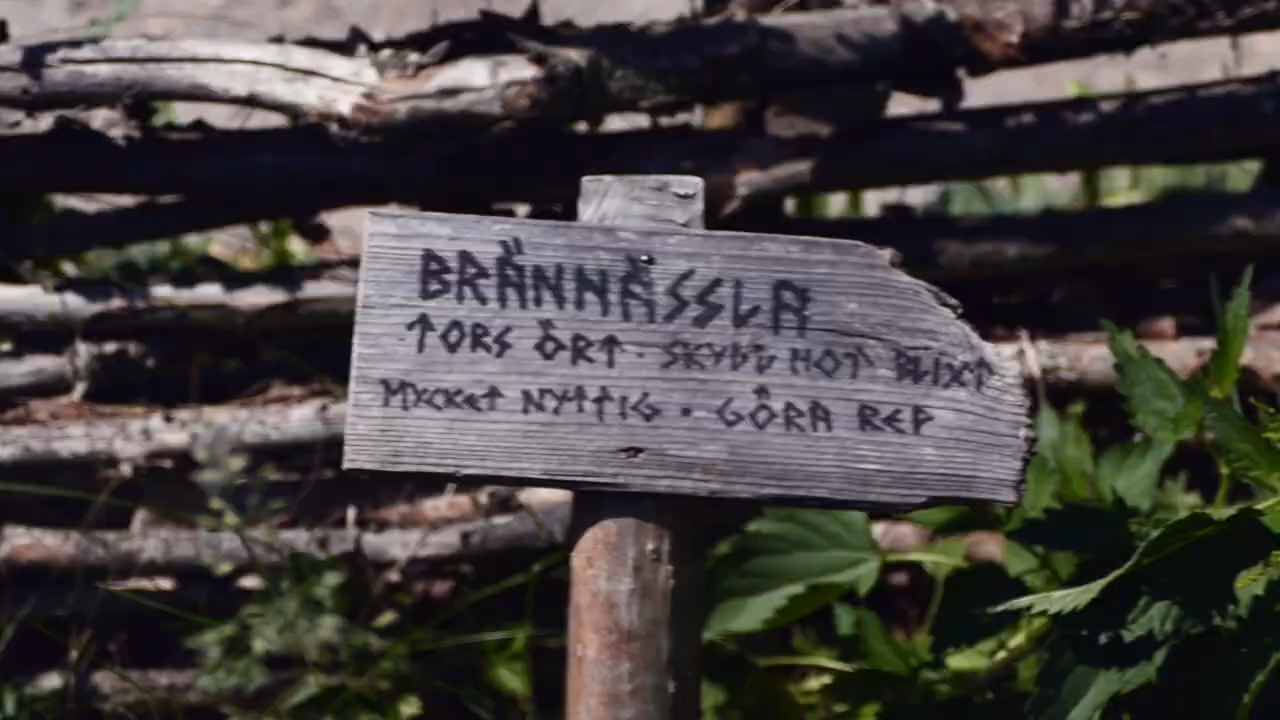 BRÄNNÄSSLA
TORS ÖRT · SKYDD MOT BLIXT
MYCKET NYTTIG · GÖRA REP